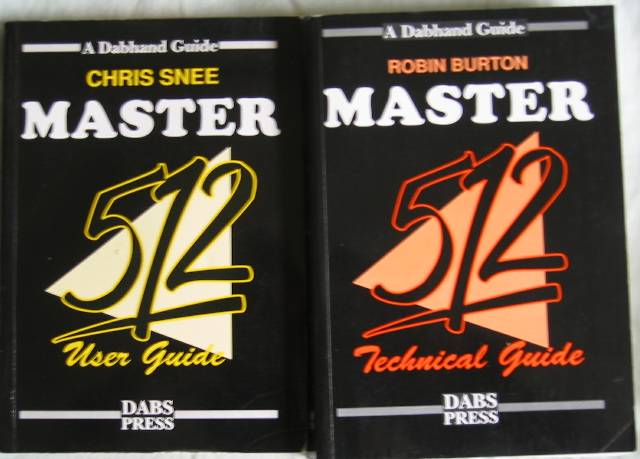 A Dabhand Guide
CHRIS SNEE
MASTER
512
User Guide
DABS
PRESS
A Dabhand Guide
ROBIN BURTON
MASTER
512
Technical Guide
DABS
PRESS